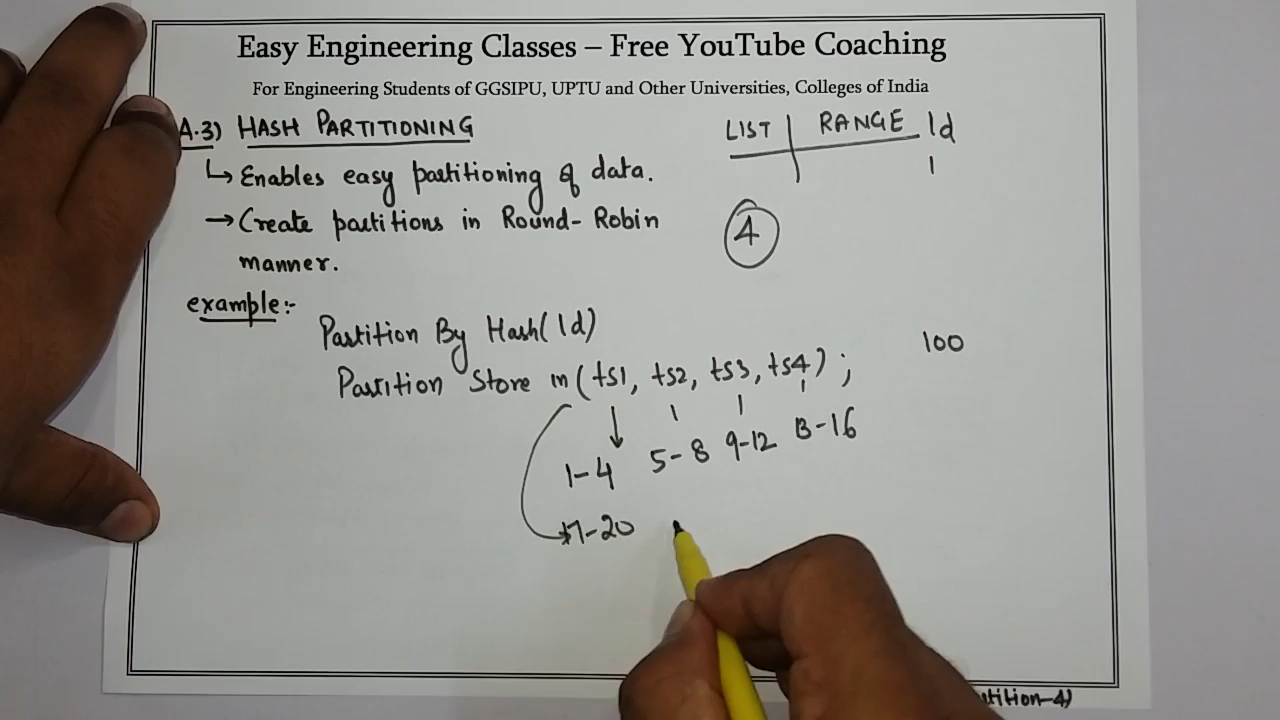 Easy Engineering Classes – Free YouTube Coaching
For Engineering Students of GGSIPU, UPTU and Other Universities, Colleges of India
A.3) HASH PARTITIONING
LIST RANGE Id
1
↳ Enables easy partitioning of data.
→ Create partitions in Round-Robin
manner.
4
example:-
Partition By Hash(Id)
100
Partition Store in (ts1, ts2, ts3, ts4);
1-4 5-8 9-12 13-16
17-20